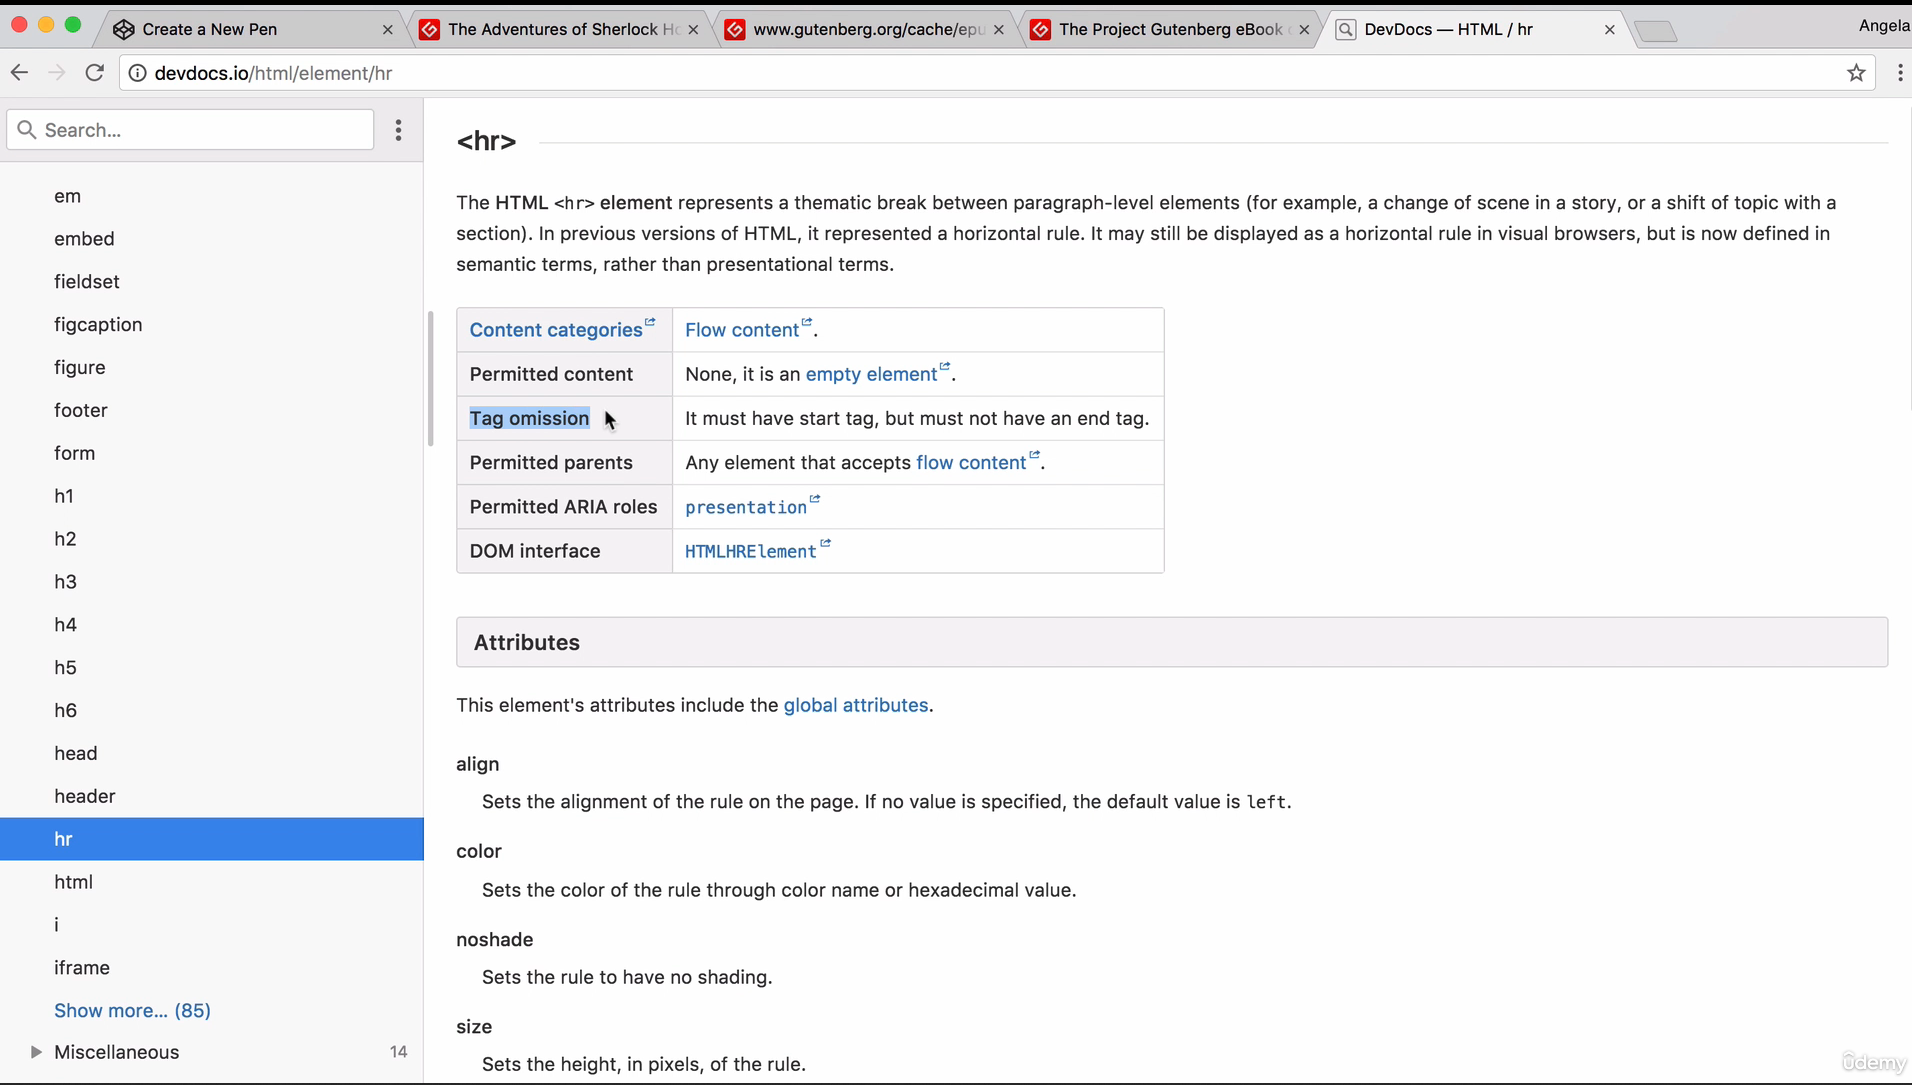 Create a New Pen
The Adventures of Sherlock Ho
www.gutenberg.org/cache/epu
The Project Gutenberg eBook
DevDocs — HTML / hr
Angela
devdocs.io/html/element/hr
Search...
em
embed
fieldset
figcaption
figure
footer
form
h1
h2
h3
h4
h5
h6
head
header
hr
html
i
iframe
Show more... (85)
Miscellaneous 14
<hr>
The HTML <hr> element represents a thematic break between paragraph-level elements (for example, a change of scene in a story, or a shift of topic with a
section). In previous versions of HTML, it represented a horizontal rule. It may still be displayed as a horizontal rule in visual browsers, but is now defined in
semantic terms, rather than presentational terms.
Content categories Flow content.
Permitted content None, it is an empty element.
Tag omission It must have start tag, but must not have an end tag.
Permitted parents Any element that accepts flow content.
Permitted ARIA roles presentation
DOM interface HTMLHRElement
Attributes
This element's attributes include the global attributes.
align
Sets the alignment of the rule on the page. If no value is specified, the default value is left.
color
Sets the color of the rule through color name or hexadecimal value.
noshade
Sets the rule to have no shading.
size
Sets the height, in pixels, of the rule.
ûdemy